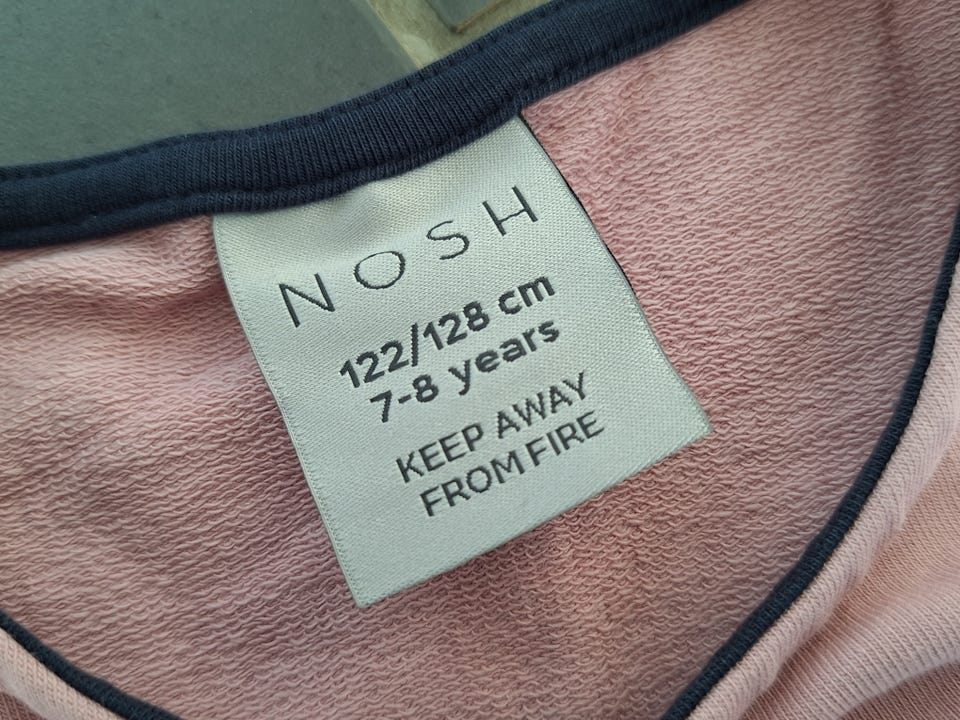 NOSH
122/128 cm
7-8 years
KEEP AWAY
FROM FIRE